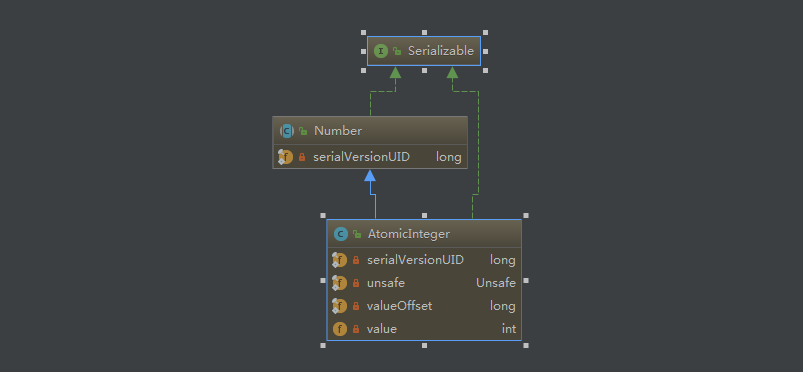 I Serializable
C Number
f serialVersionUID long
C AtomicInteger
f serialVersionUID long
f unsafe Unsafe
f valueOffset long
f value int